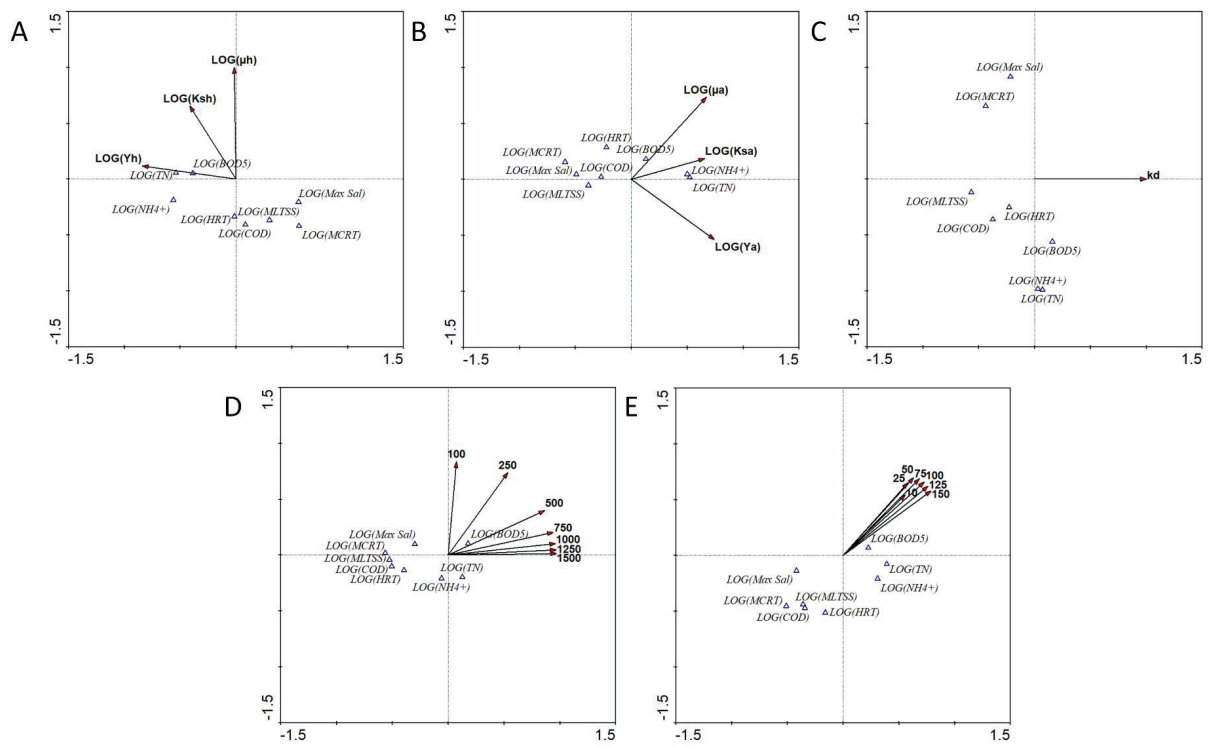 A
1.5
-1.5
-1.5
1.5
LOG(μh)
LOG(Ksh)
LOG(Yh)
LOG(BOD5)
LOG(TN)
LOG(NH4+)
LOG(Max Sal)
LOG(HRT)
LOG(MLTSS)
LOG(COD)
LOG(MCRT)
B
1.5
-1.5
-1.5
1.5
LOG(μa)
LOG(HRT)
LOG(BOD5)
LOG(Ksa)
LOG(MCRT)
LOG(Max Sal)
LOG(COD)
LOG(NH4+)
LOG(MLTSS)
LOG(TN)
LOG(Ya)
C
1.5
-1.5
-1.5
1.5
LOG(Max Sal)
LOG(MCRT)
kd
LOG(MLTSS)
LOG(HRT)
LOG(COD)
LOG(BOD5)
LOG(NH4+)
LOG(TN)
D
1.5
-1.5
-1.5
1.5
100
250
500
750
1000
1250
1500
LOG(Max Sal)
LOG(BOD5)
LOG(MCRT)
LOG(MLTSS)
LOG(COD)
LOG(TN)
LOG(HRT)
LOG(NH4+)
E
1.5
-1.5
-1.5
1.5
50
75
100
25
125
10
150
LOG(BOD5)
LOG(TN)
LOG(Max Sal)
LOG(NH4+)
LOG(MLTSS)
LOG(MCRT)
LOG(HRT)
LOG(COD)